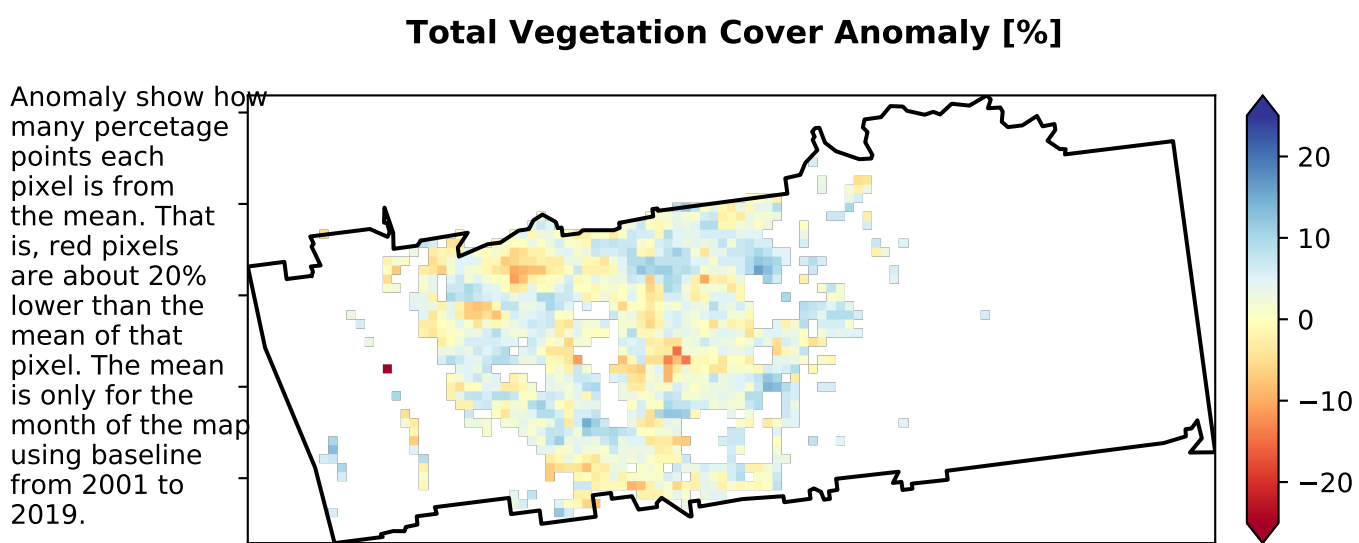 Total Vegetation Cover Anomaly [%]
Anomaly show how
many percetage
points each
pixel is from
the mean. That
is, red pixels
are about 20%
lower than the
mean of that
pixel. The mean
is only for the
month of the map
using baseline
from 2001 to
2019.
20
10
0
−10
−20